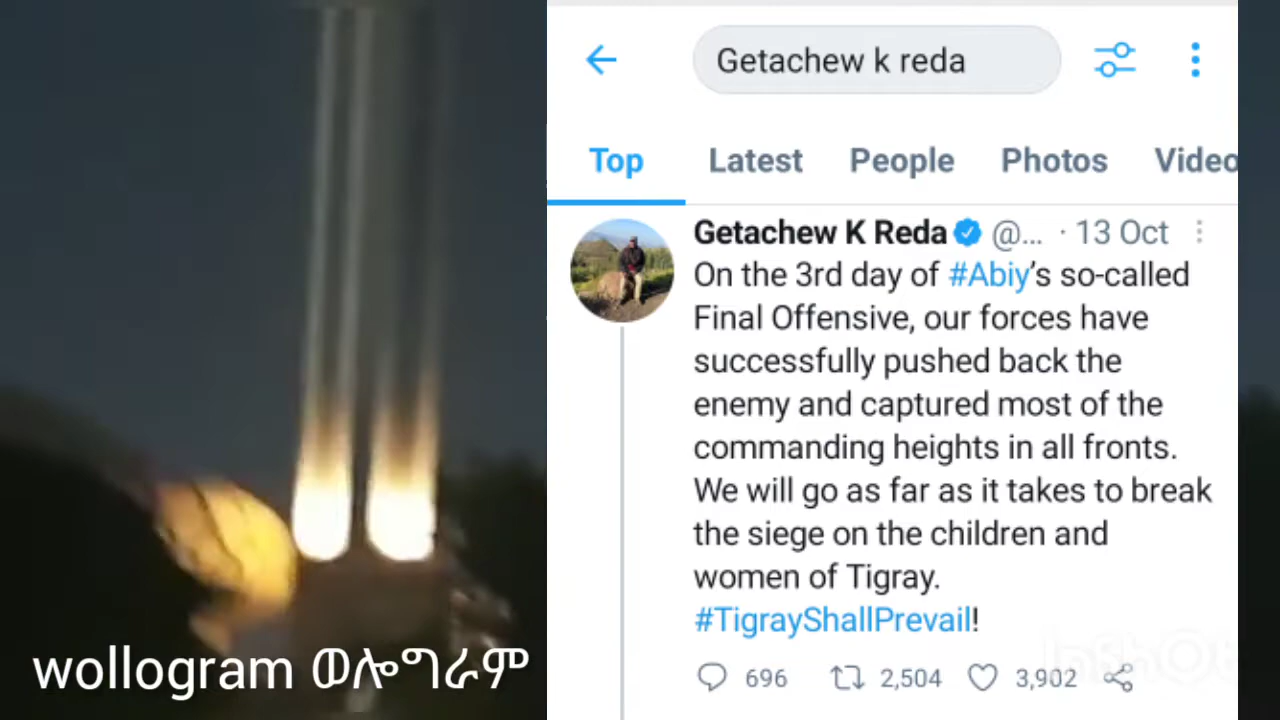 wollogram ወሎግራም
Getachew k reda
Top Latest People Photos Video
Getachew K Reda @... · 13 Oct
On the 3rd day of #Abiy's so-called
Final Offensive, our forces have
successfully pushed back the
enemy and captured most of the
commanding heights in all fronts.
We will go as far as it takes to break
the siege on the children and
women of Tigray.
#TigrayShallPrevail!
696 2,504 3,902
InShOt